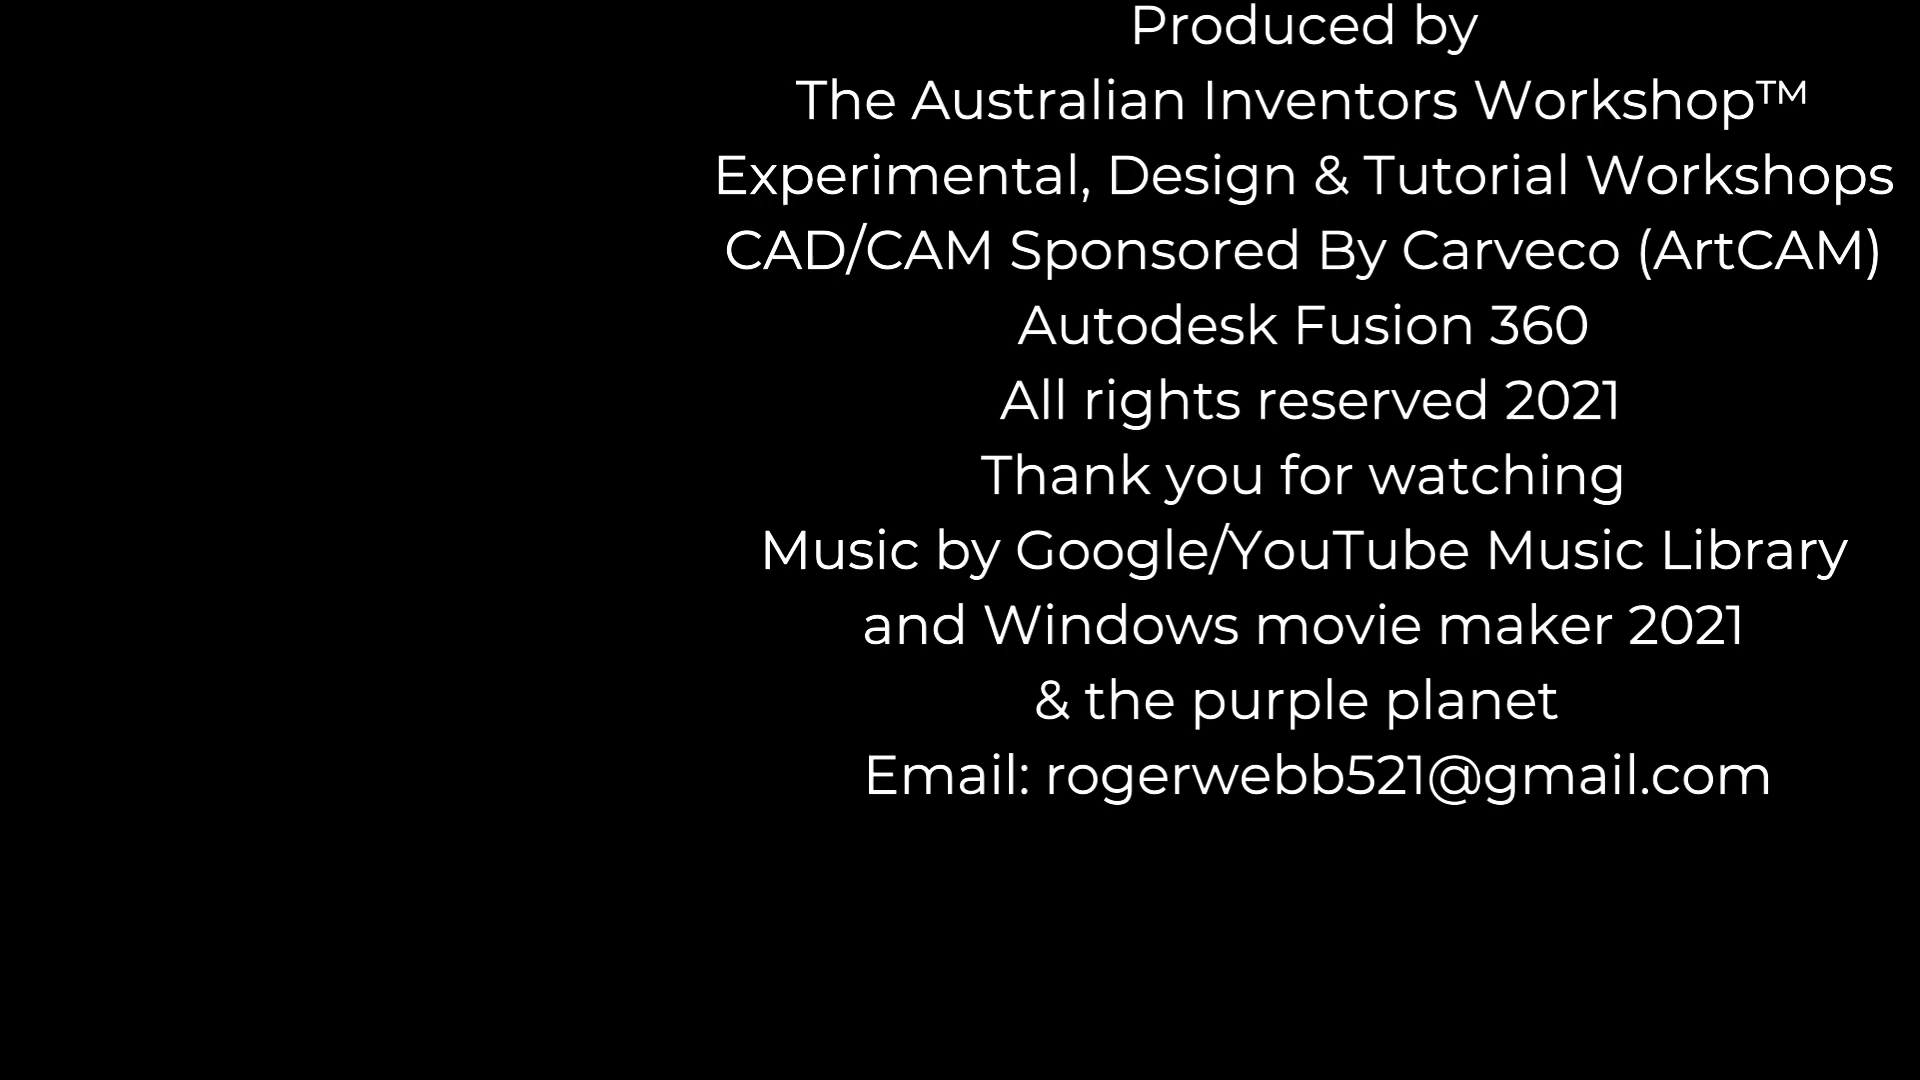 Produced by
The Australian Inventors Workshop™
Experimental, Design & Tutorial Workshops
CAD/CAM Sponsored By Carveco (ArtCAM)
Autodesk Fusion 360
All rights reserved 2021
Thank you for watching
Music by Google/YouTube Music Library
and Windows movie maker 2021
& the purple planet
Email: rogerwebb521@gmail.com